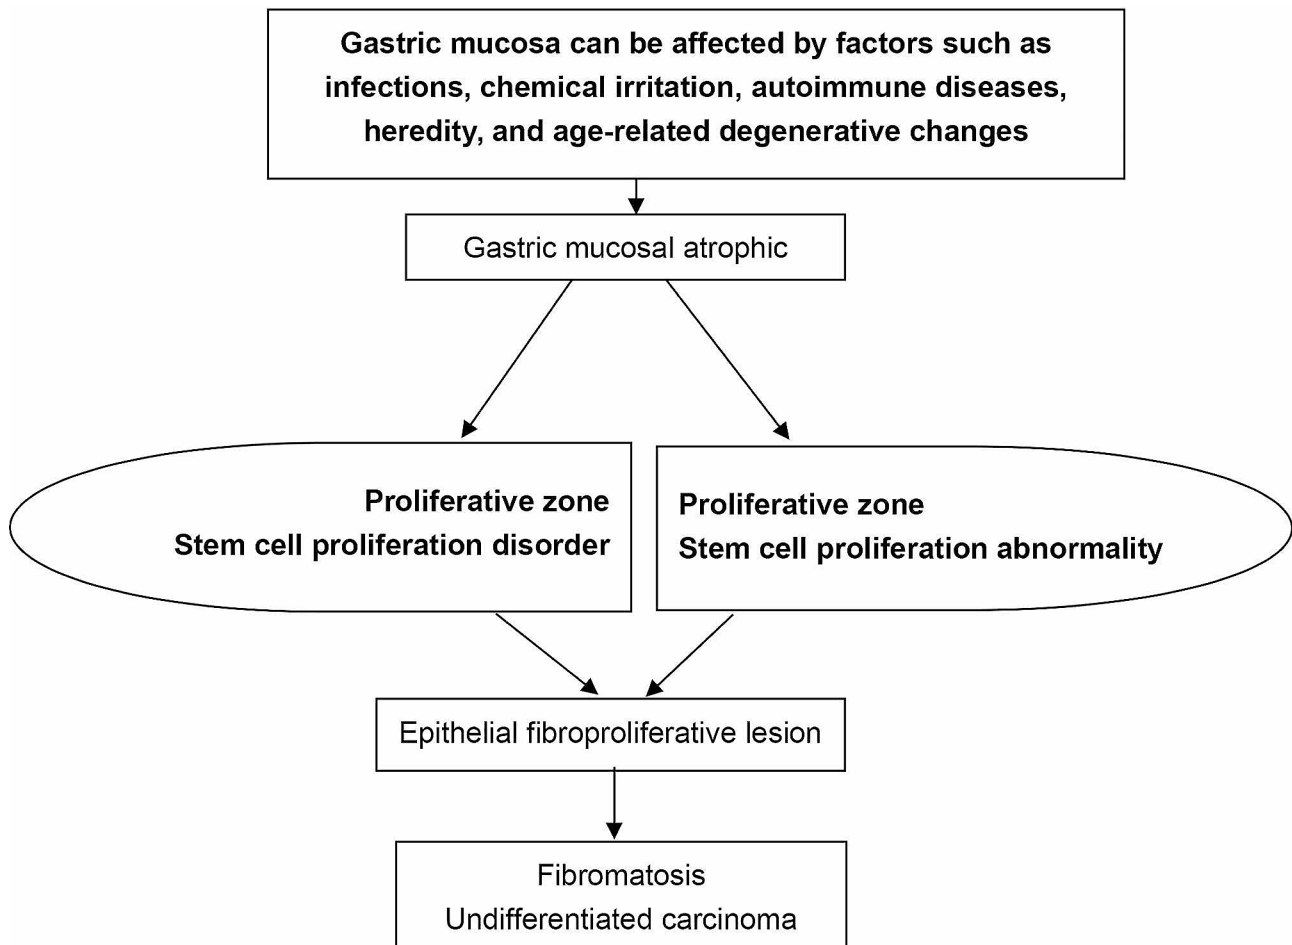 Gastric mucosa can be affected by factors such as
infections, chemical irritation, autoimmune diseases,
heredity, and age-related degenerative changes
Gastric mucosal atrophic
Proliferative zone
Stem cell proliferation disorder
Proliferative zone
Stem cell proliferation abnormality
Epithelial fibroproliferative lesion
Fibromatosis
Undifferentiated carcinoma